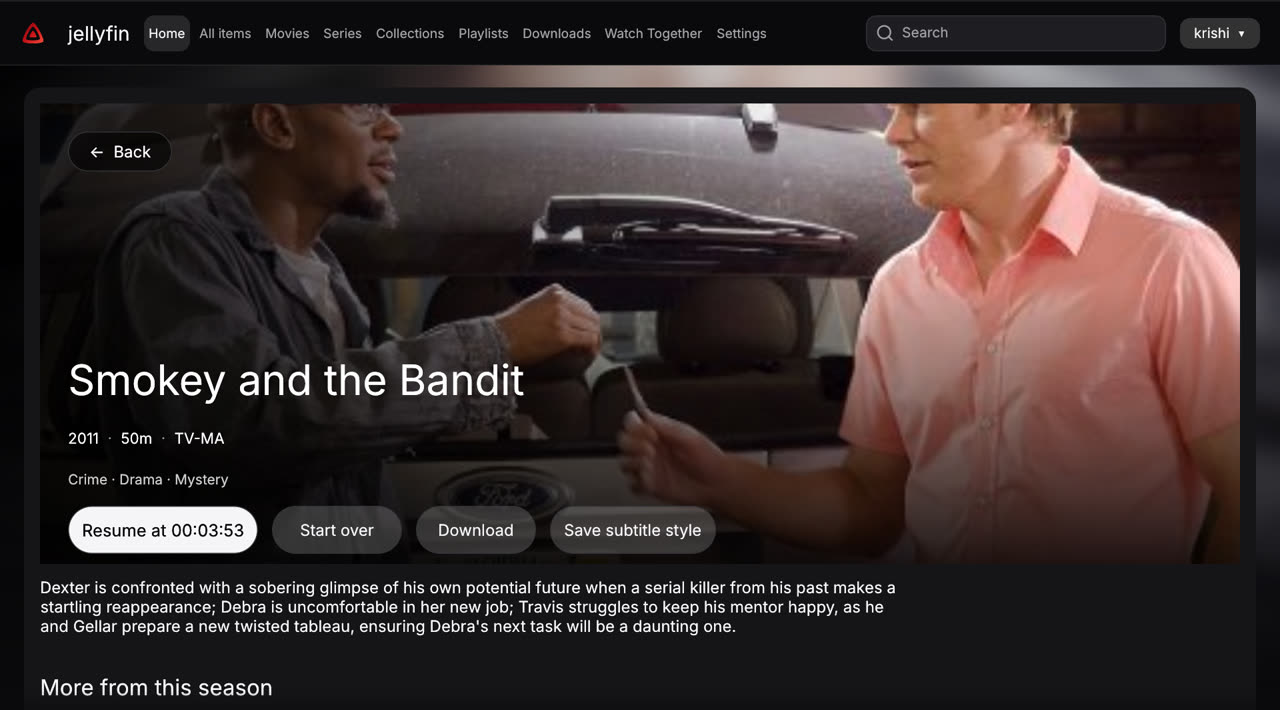 jellyfin
Home
All items
Movies
Series
Collections
Playlists
Downloads
Watch Together
Settings
Search
krishi
Back
Smokey and the Bandit
2011 · 50m · TV-MA
Crime · Drama · Mystery
Ford
Resume at 00:03:53
Start over
Download
Save subtitle style
Dexter is confronted with a sobering glimpse of his own potential future when a serial killer from his past makes a
startling reappearance; Debra is uncomfortable in her new job; Travis struggles to keep his mentor happy, as he
and Gellar prepare a new twisted tableau, ensuring Debra's next task will be a daunting one.
More from this season